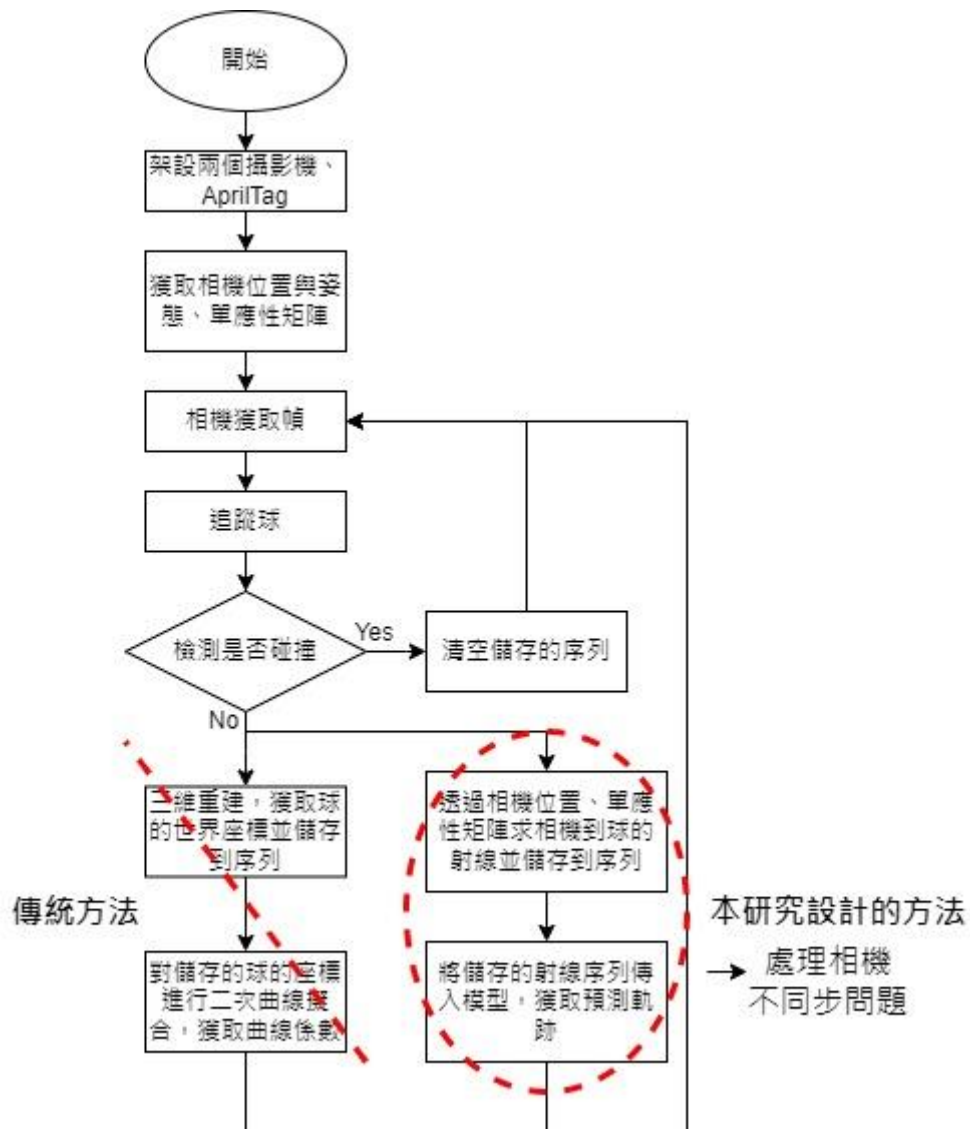 開始
架設兩個攝影機、
AprilTag
獲取相機位置與姿
態、單應性矩陣
相機獲取幀
追蹤球
檢測是否碰撞
Yes
清空儲存的序列
No
三維重建，獲取球
的世界座標並儲存
到序列
透過相機位置、單應
性矩陣求相機到球的
射線並儲存到序列
傳統方法
本研究設計的方法
對儲存的球的座標
進行二次曲線擬
合，獲取曲線係數
將儲存的射線序列傳
入模型，獲取預測軌
跡
處理相機
不同步問題